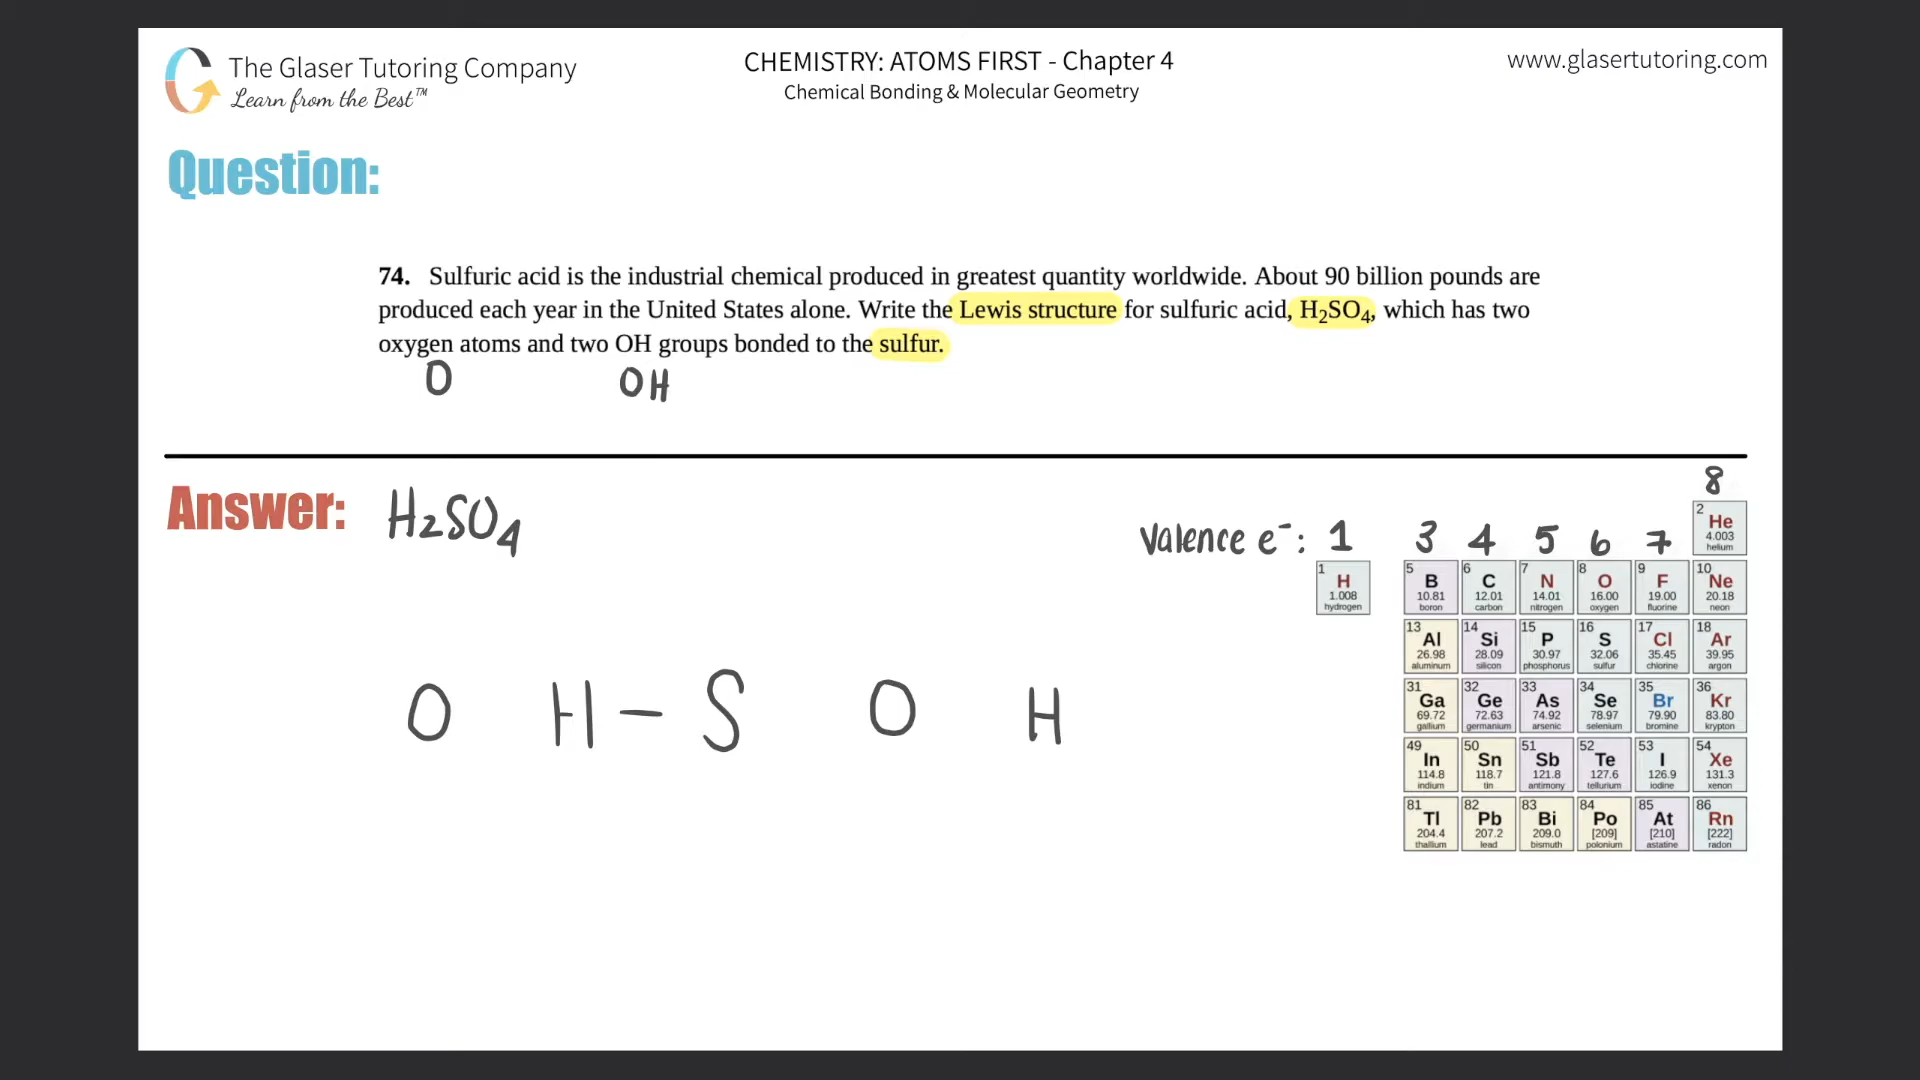 The Glaser Tutoring Company
Learn from the Best™
CHEMISTRY: ATOMS FIRST - Chapter 4
Chemical Bonding & Molecular Geometry
www.glasertutoring.com
Question:
74. Sulfuric acid is the industrial chemical produced in greatest quantity worldwide. About 90 billion pounds are
produced each year in the United States alone. Write the Lewis structure for sulfuric acid, H₂SO₄, which has two
oxygen atoms and two OH groups bonded to the sulfur.
O OH
Answer: H₂SO₄
8
Valence e⁻: 1 3 4 5 6 7
2 He 4.003 helium
1 H 1.008 hydrogen
5 B 10.81 boron
6 C 12.01 carbon
7 N 14.01 nitrogen
8 O 16.00 oxygen
9 F 19.00 fluorine
10 Ne 20.18 neon
13 Al 26.98 aluminum
14 Si 28.09 silicon
15 P 30.97 phosphorus
16 S 32.06 sulfur
17 Cl 35.45 chlorine
18 Ar 39.95 argon
31 Ga 69.72 gallium
32 Ge 72.63 germanium
33 As 74.92 arsenic
34 Se 78.97 selenium
35 Br 79.90 bromine
36 Kr 83.80 krypton
49 In 114.8 indium
50 Sn 118.7 tin
51 Sb 121.8 antimony
52 Te 127.6 tellurium
53 I 126.9 iodine
54 Xe 131.3 xenon
81 Tl 204.4 thallium
82 Pb 207.2 lead
83 Bi 209.0 bismuth
84 Po [209] polonium
85 At [210] astatine
86 Rn [222] radon
O H – S O H